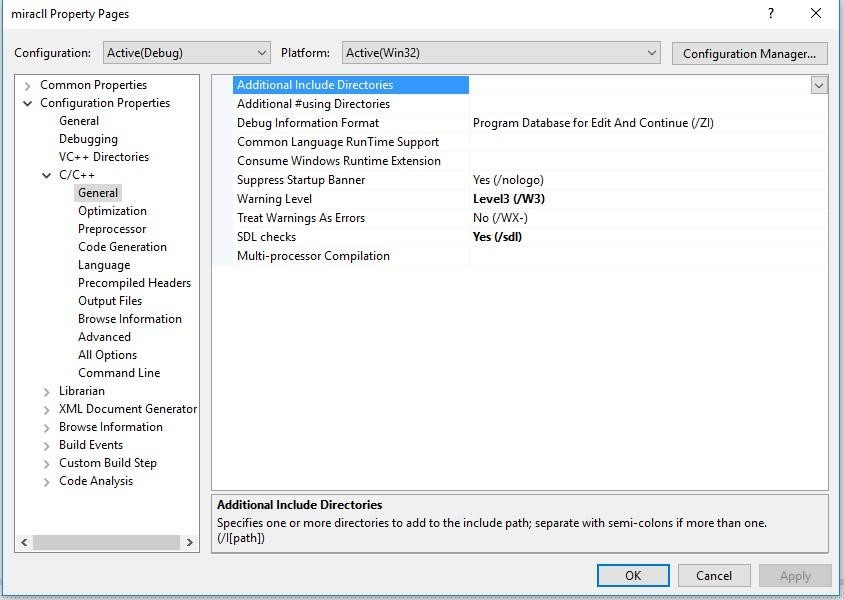 miracll Property Pages
?
Configuration: Active(Debug) Platform: Active(Win32) Configuration Manager...
Common Properties
Configuration Properties
General
Debugging
VC++ Directories
C/C++
General
Optimization
Preprocessor
Code Generation
Language
Precompiled Headers
Output Files
Browse Information
Advanced
All Options
Command Line
Librarian
XML Document Generator
Browse Information
Build Events
Custom Build Step
Code Analysis
Additional Include Directories
Additional #using Directories
Debug Information Format Program Database for Edit And Continue (/ZI)
Common Language RunTime Support
Consume Windows Runtime Extension
Suppress Startup Banner Yes (/nologo)
Warning Level Level3 (/W3)
Treat Warnings As Errors No (/WX-)
SDL checks Yes (/sdl)
Multi-processor Compilation
Additional Include Directories
Specifies one or more directories to add to the include path; separate with semi-colons if more than one.
(/I[path])
OK Cancel Apply